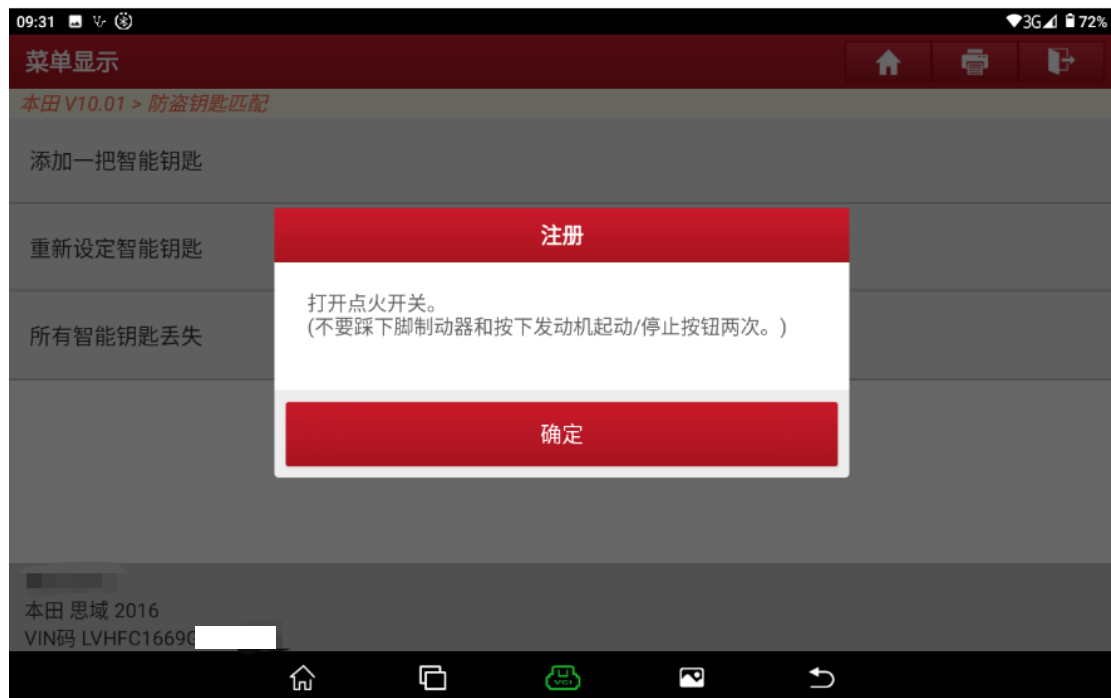 09:31
3G 72%
菜单显示
本田 V10.01 > 防盗钥匙匹配
添加一把智能钥匙
重新设定智能钥匙
所有智能钥匙丢失
注册
打开点火开关。
(不要踩下脚制动器和按下发动机起动/停止按钮两次。)
确定
本田 思域 2016
VIN码 LVHFC1669G
VCI